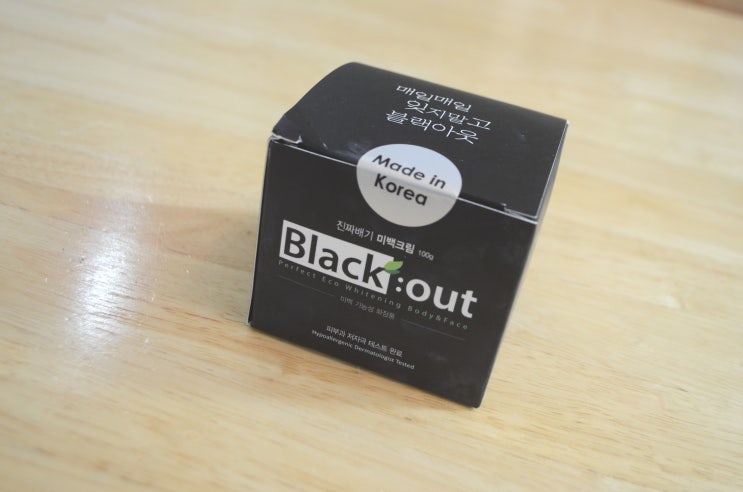 매일매일
잊지말고
블랙아웃
Made in
Korea
진짜배기 미백크림 100g
Black:out
Perfect Eco Whitening Body&Face
미백 기능성 화장품
피부과 저자극 테스트 완료
Hypoallergenic Dermatologist Tested